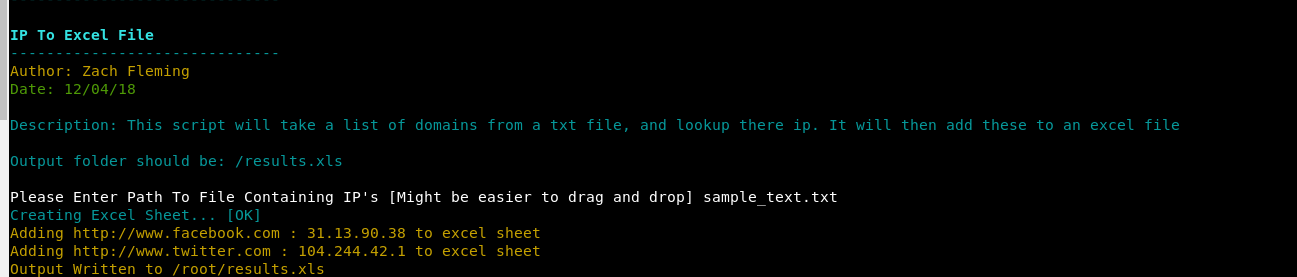 ------------------------------
IP To Excel File
------------------------------
Author: Zach Fleming
Date: 12/04/18
Description: This script will take a list of domains from a txt file, and lookup there ip. It will then add these to an excel file
Output folder should be: /results.xls
Please Enter Path To File Containing IP's [Might be easier to drag and drop] sample_text.txt
Creating Excel Sheet... [OK]
Adding http://www.facebook.com : 31.13.90.38 to excel sheet
Adding http://www.twitter.com : 104.244.42.1 to excel sheet
Output Written to /root/results.xls